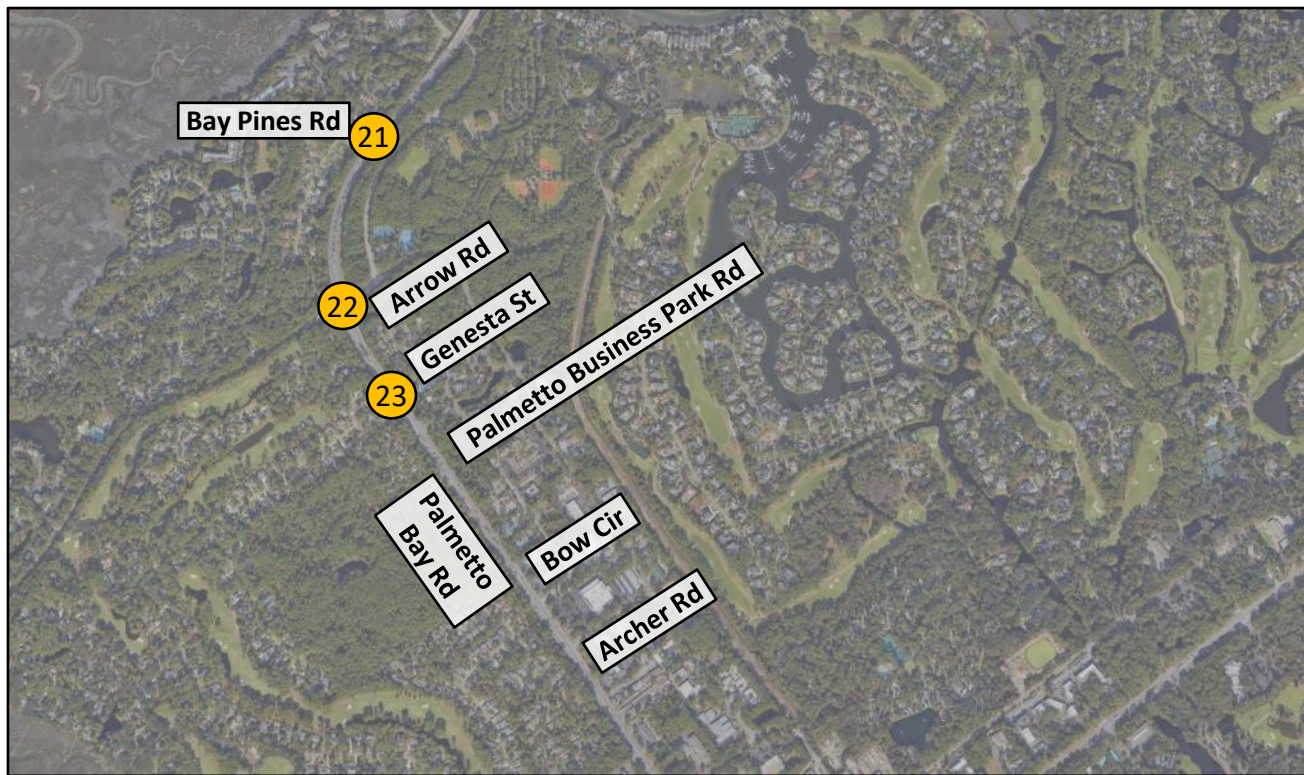 Bay Pines Rd
21
Arrow Rd
22
Genesta St
23
Palmetto Business Park Rd
Palmetto
Bay Rd
Bow Cir
Archer Rd